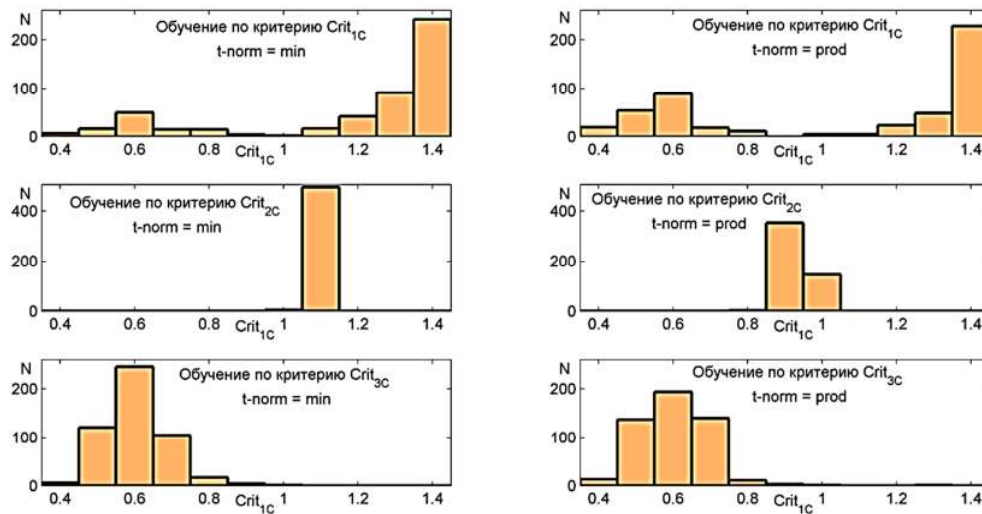 N
Обучение по критерию Crit1C
t-norm = min
200
100
0
0.4 0.6 0.8 1 1.2 1.4
Crit1C
N
Обучение по критерию Crit1C
t-norm = prod
200
100
0
0.4 0.6 0.8 1 1.2 1.4
Crit1C
N
Обучение по критерию Crit2C
t-norm = min
400
200
0
0.4 0.6 0.8 1 1.2 1.4
Crit1C
N
Обучение по критерию Crit2C
t-norm = prod
400
200
0
0.4 0.6 0.8 1 1.2 1.4
Crit1C
N
Обучение по критерию Crit3C
t-norm = min
200
100
0
0.4 0.6 0.8 1 1.2 1.4
Crit1C
N
Обучение по критерию Crit3C
t-norm = prod
200
100
0
0.4 0.6 0.8 1 1.2 1.4
Crit1C